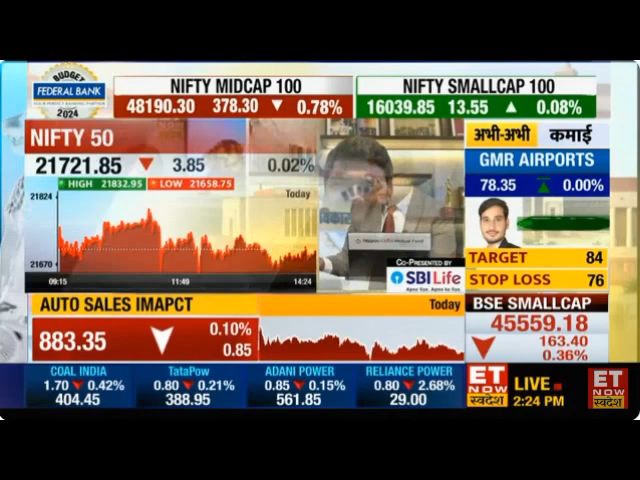 BUDGET
FEDERAL BANK
2024
NIFTY MIDCAP 100
48190.30 378.30 ▼ 0.78%
NIFTY SMALLCAP 100
16039.85 13.55 ▲ 0.08%
NIFTY 50
21721.85 ▼ 3.85 0.02%
HIGH 21832.95 LOW 21658.75
21824
Today
21670
09:15 11:49 14:24
CO-PRESENTED BY
SBI Life
अभी-अभी कमाई
GMR AIRPORTS
78.35 ▲ 0.00%
TARGET 84
STOP LOSS 76
AUTO SALES IMAPCT Today
883.35 0.10%
0.85
BSE SMALLCAP
45559.18
163.40
0.36%
COAL INDIA
1.70 ▼ 0.42%
404.45
TataPow
0.80 ▼ 0.21%
388.95
ADANI POWER
0.85 ▼ 0.15%
561.85
RELIANCE POWER
0.80 ▼ 2.68%
29.00
ET
NOW
स्वदेश
LIVE
2:24 PM
ET
NOW
स्वदेश